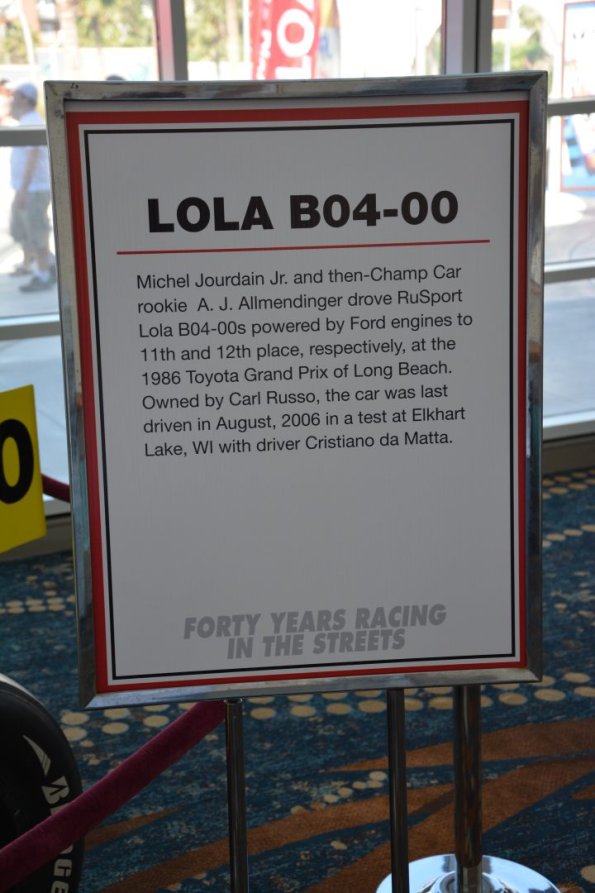 LOLA B04-00
Michel Jourdain Jr. and then-Champ Car
rookie A. J. Allmendinger drove RuSport
Lola B04-00s powered by Ford engines to
11th and 12th place, respectively, at the
1986 Toyota Grand Prix of Long Beach.
Owned by Carl Russo, the car was last
driven in August, 2006 in a test at Elkhart
Lake, WI with driver Cristiano da Matta.
FORTY YEARS RACING
IN THE STREETS
0